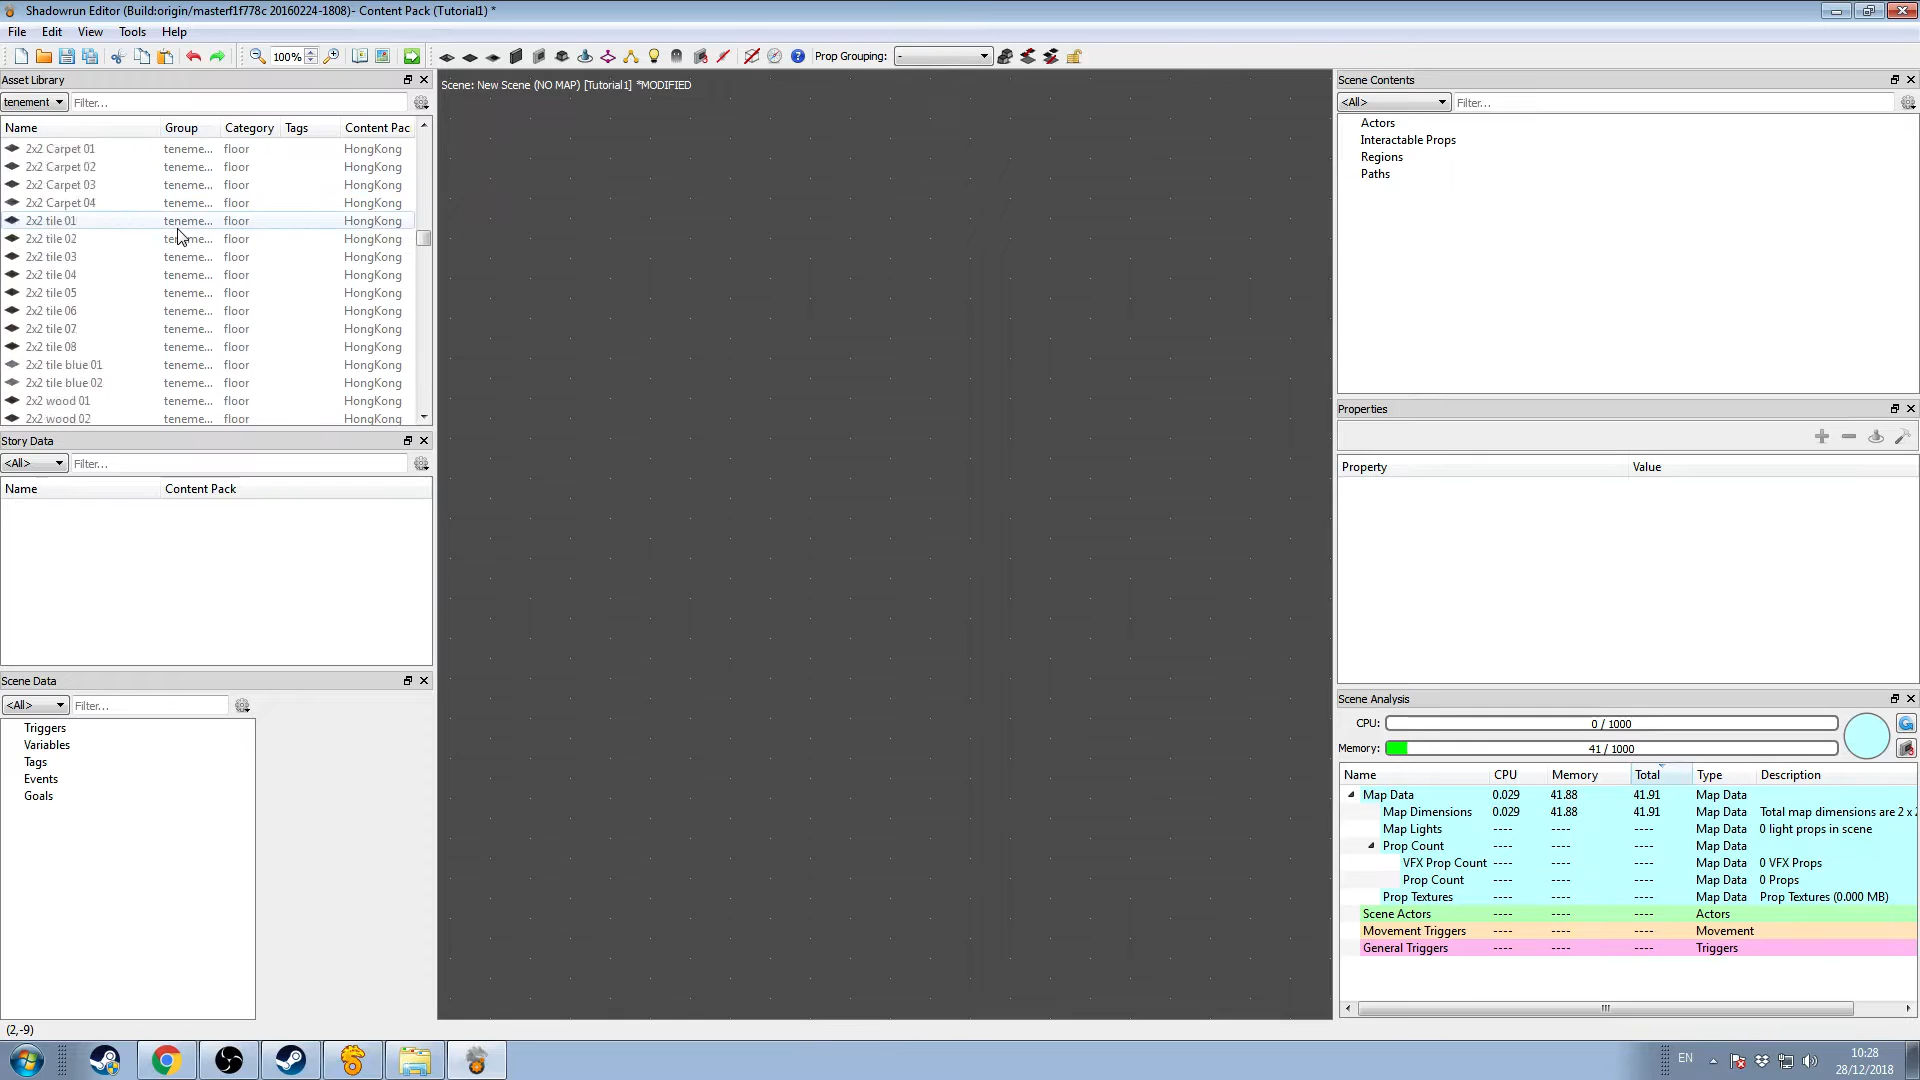 Shadowrun Editor (Build:origin/masterf1f778c 20160224-1808)- Content Pack (Tutorial1) *
File Edit View Tools Help
100% Prop Grouping: -
Asset Library
tenement Filter...
Name Group Category Tags Content Pac
2x2 Carpet 01 teneme... floor HongKong
2x2 Carpet 02 teneme... floor HongKong
2x2 Carpet 03 teneme... floor HongKong
2x2 Carpet 04 teneme... floor HongKong
2x2 tile 01 teneme... floor HongKong
2x2 tile 02 teneme... floor HongKong
2x2 tile 03 teneme... floor HongKong
2x2 tile 04 teneme... floor HongKong
2x2 tile 05 teneme... floor HongKong
2x2 tile 06 teneme... floor HongKong
2x2 tile 07 teneme... floor HongKong
2x2 tile 08 teneme... floor HongKong
2x2 tile blue 01 teneme... floor HongKong
2x2 tile blue 02 teneme... floor HongKong
2x2 wood 01 teneme... floor HongKong
2x2 wood 02 teneme... floor HongKong
Story Data
<All> Filter...
Name Content Pack
Scene Data
<All> Filter...
Triggers
Variables
Tags
Events
Goals
(2,-9)
Scene: New Scene (NO MAP) [Tutorial1] *MODIFIED
Scene Contents
<All> Filter...
Actors
Interactable Props
Regions
Paths
Properties
Property Value
Scene Analysis
CPU: 0 / 1000
Memory: 41 / 1000
Name CPU Memory Total Type Description
Map Data 0.029 41.88 41.91 Map Data
Map Dimensions 0.029 41.88 41.91 Map Data Total map dimensions are 2 x
Map Lights ---- ---- ---- Map Data 0 light props in scene
Prop Count ---- ---- ---- Map Data
VFX Prop Count ---- ---- ---- Map Data 0 VFX Props
Prop Count ---- ---- ---- Map Data 0 Props
Prop Textures ---- ---- ---- Map Data Prop Textures (0.000 MB)
Scene Actors ---- ---- ---- Actors
Movement Triggers ---- ---- ---- Movement
General Triggers ---- ---- ---- Triggers
EN
10:28
28/12/2018